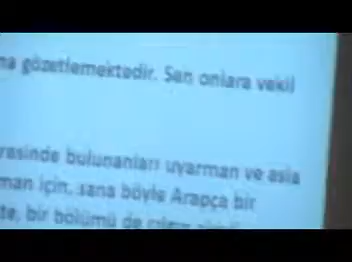 na gözetlemektedir. Sen onlara vekil
rasinde bulunanları uyarman ve asla
man için, sana böyle Arapça bir
te, bir bölümü de